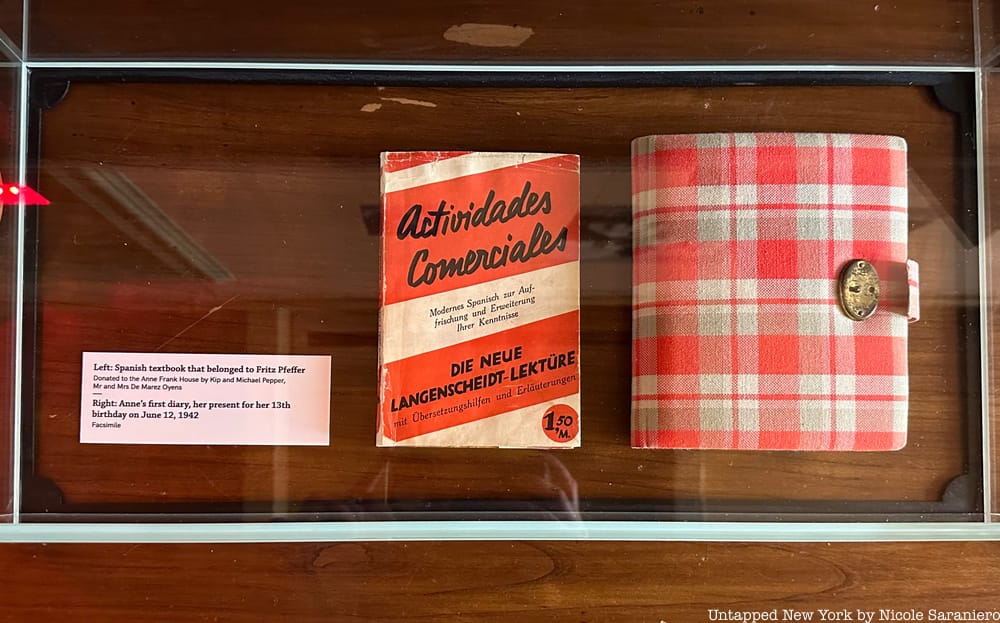 Left: Spanish textbook that belonged to Fritz Pfeffer
Donated to the Anne Frank House by Kip and Michael Pepper,
Mr and Mrs De Marez Oyens
Right: Anne's first diary, her present for her 13th
birthday on June 12, 1942
Facsimile
Actividades
Comerciales
Modernes Spanisch zur Auf-
frischung und Erweiterung
Ihrer Kenntnisse
DIE NEUE
LANGENSCHEIDT-LEKTÜRE
mit Übersetzungshilfen und Erläuterungen
1,50
M.
Untapped New York by Nicole Saraniero